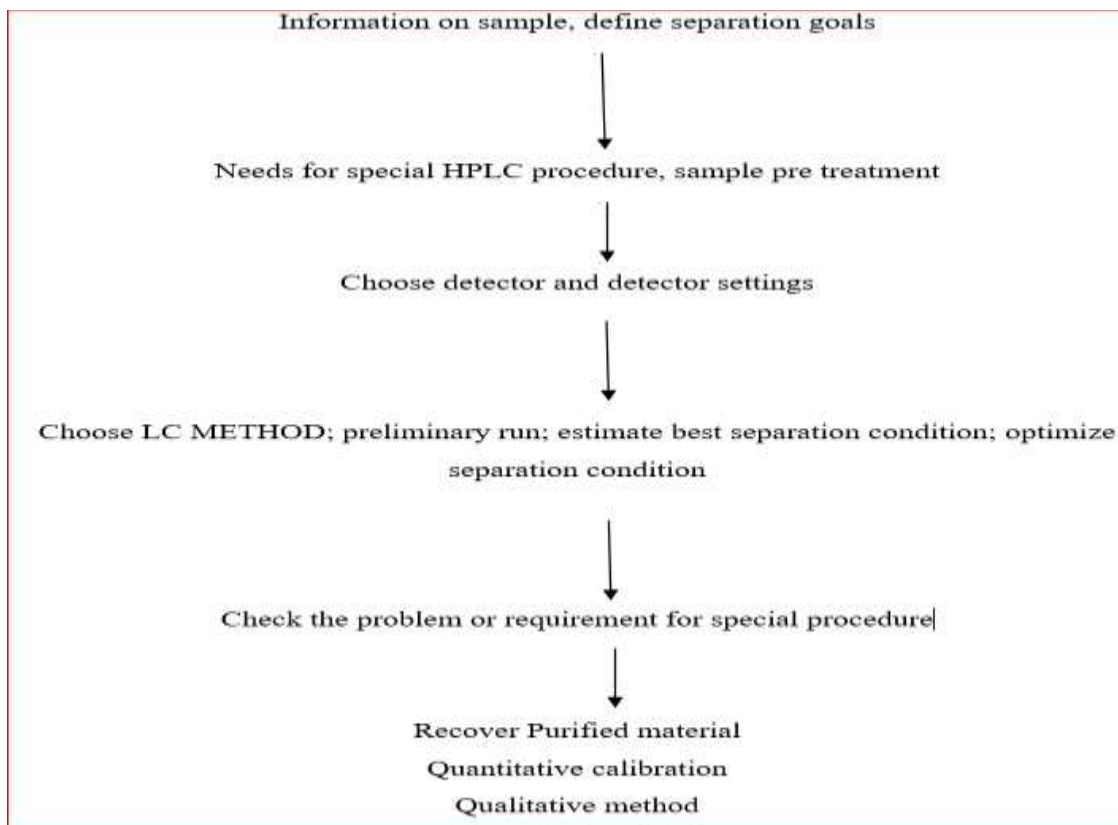 Information on sample, define separation goals
Needs for special HPLC procedure, sample pre treatment
Choose detector and detector settings
Choose LC METHOD; preliminary run; estimate best separation condition; optimize
separation condition
Check the problem or requirement for special procedure
Recover Purified material
Quantitative calibration
Qualitative method